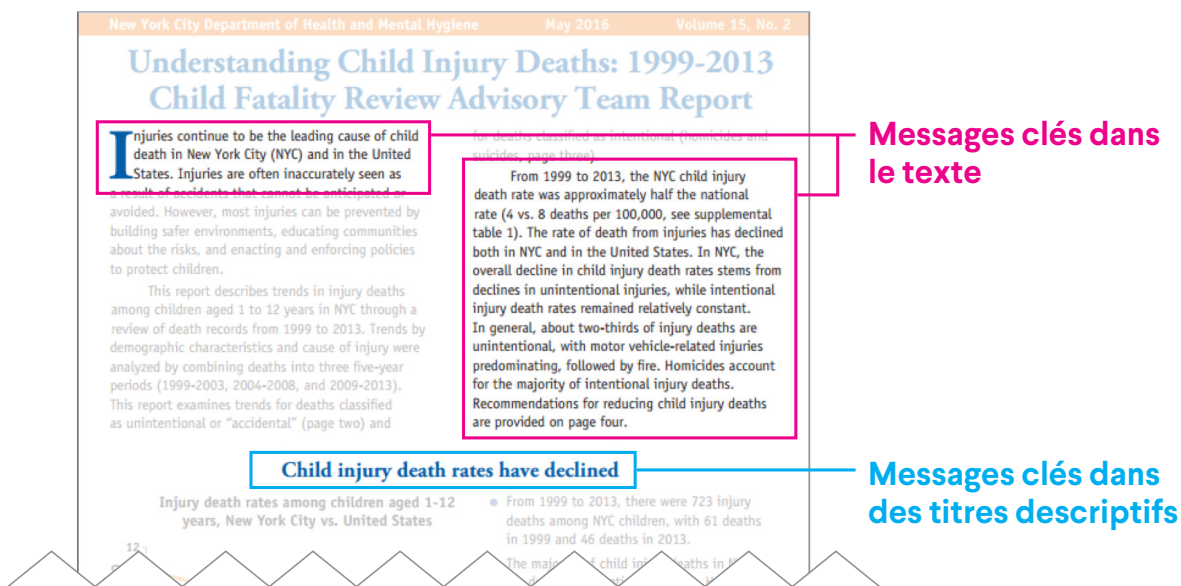 New York City Department of Health and Mental Hygiene May 2016 Volume 15, No. 2
Understanding Child Injury Deaths: 1999-2013
Child Fatality Review Advisory Team Report
Injuries continue to be the leading cause of child
death in New York City (NYC) and in the United
States. Injuries are often inaccurately seen as
a result of accidents that cannot be anticipated or
avoided. However, most injuries can be prevented by
building safer environments, educating communities
about the risks, and enacting and enforcing policies
to protect children.
This report describes trends in injury deaths
among children aged 1 to 12 years in NYC through a
review of death records from 1999 to 2013. Trends by
demographic characteristics and cause of injury were
analyzed by combining deaths into three five-year
periods (1999-2003, 2004-2008, and 2009-2013).
This report examines trends for deaths classified
as unintentional or “accidental” (page two) and
for deaths classified as intentional (homicides and
suicides, page three).
From 1999 to 2013, the NYC child injury
death rate was approximately half the national
rate (4 vs. 8 deaths per 100,000, see supplemental
table 1). The rate of death from injuries has declined
both in NYC and in the United States. In NYC, the
overall decline in child injury death rates stems from
declines in unintentional injuries, while intentional
injury death rates remained relatively constant.
In general, about two-thirds of injury deaths are
unintentional, with motor vehicle-related injuries
predominating, followed by fire. Homicides account
for the majority of intentional injury deaths.
Recommendations for reducing child injury deaths
are provided on page four.
Messages clés dans
le texte
Child injury death rates have declined
Messages clés dans
des titres descriptifs
Injury death rates among children aged 1-12
years, New York City vs. United States
12
• From 1999 to 2013, there were 723 injury
deaths among NYC children, with 61 deaths
in 1999 and 46 deaths in 2013.
The of child